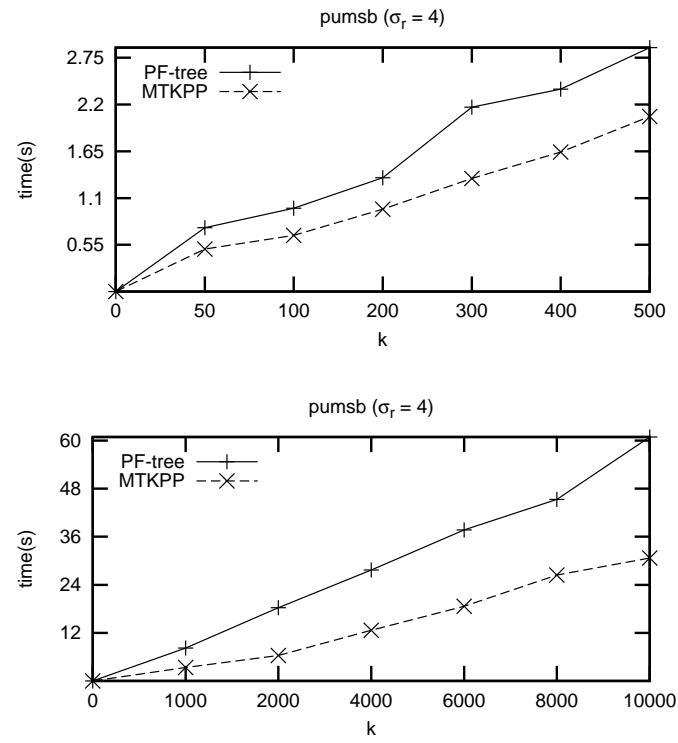 pumsb (σr = 4)
PF-tree
MTKPP
time(s)
2.75
2.2
1.65
1.1
0.55
0 50 100 200 300 400 500
k
pumsb (σr = 4)
PF-tree
MTKPP
time(s)
60
48
36
24
12
0 1000 2000 4000 6000 8000 10000
k